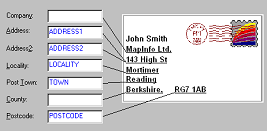 Company:
Address: ADDRESS1
Address2: ADDRESS2
Locality: LOCALITY
Post Town: TOWN
County:
Postcode: POSTCODE
John Smith
MapInfo Ltd.
143 High St
Mortimer
Reading
Berkshire, RG7 1AB